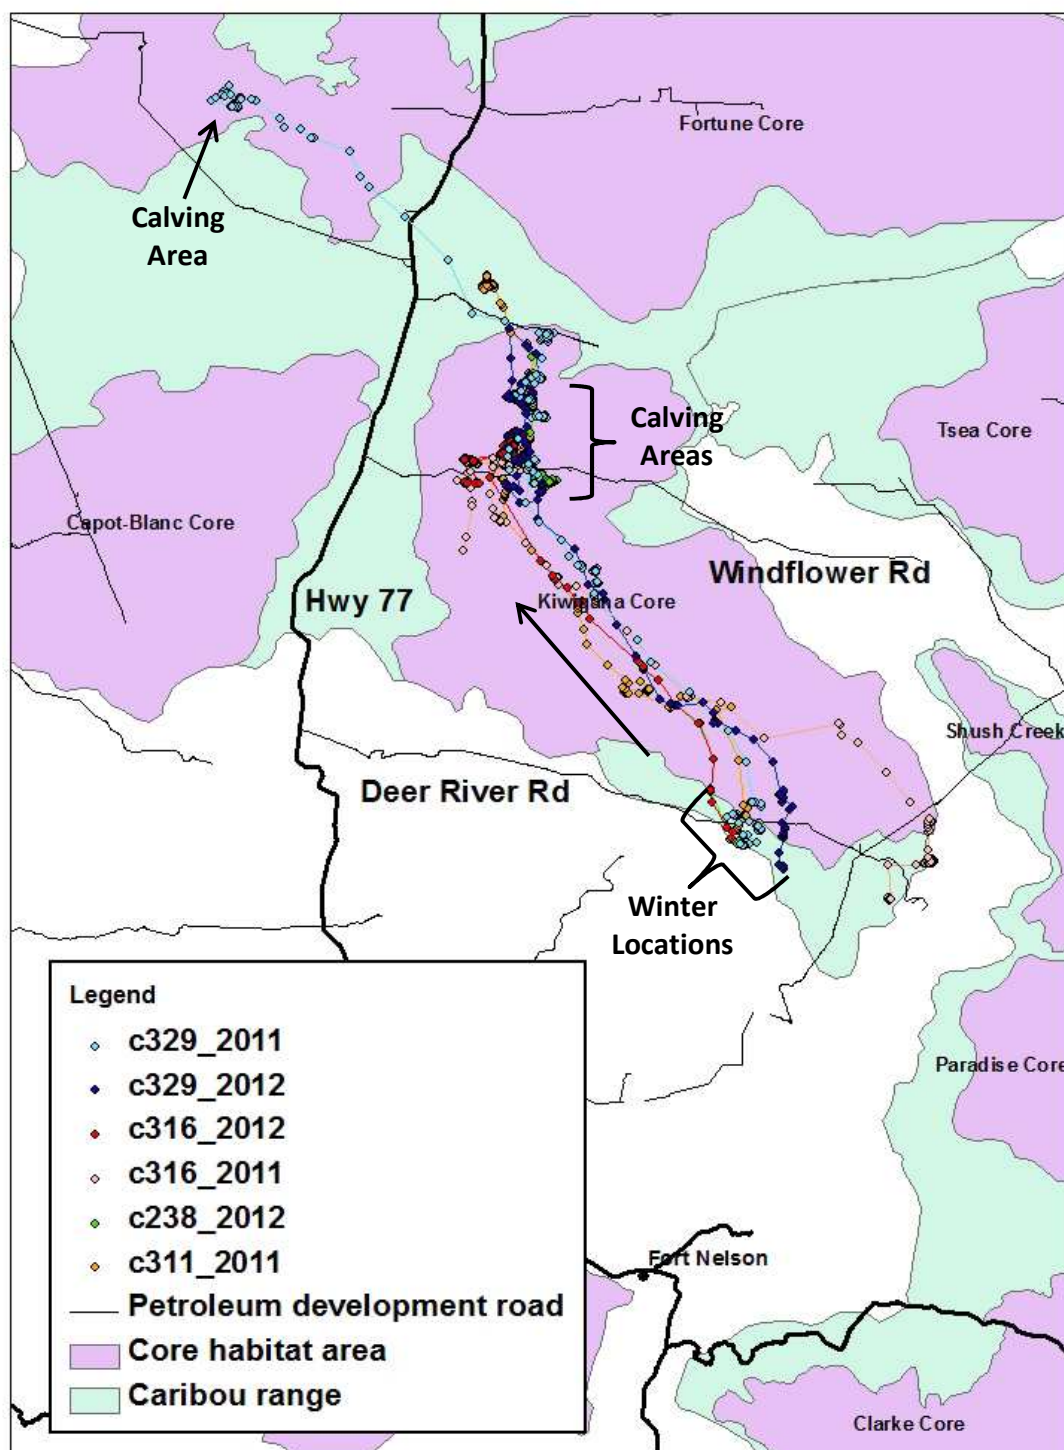 Fortune Core
Calving
Area
Calving
Areas
Tsea Core
Capot-Blanc Core
Windflower Rd
Hwy 77
Kiwigana Core
Shush Creek
Deer River Rd
Winter
Locations
Legend
c329_2011
c329_2012
c316_2012
c316_2011
c238_2012
c311_2011
Petroleum development road
Core habitat area
Caribou range
Paradise Core
Fort Nelson
Clarke Core